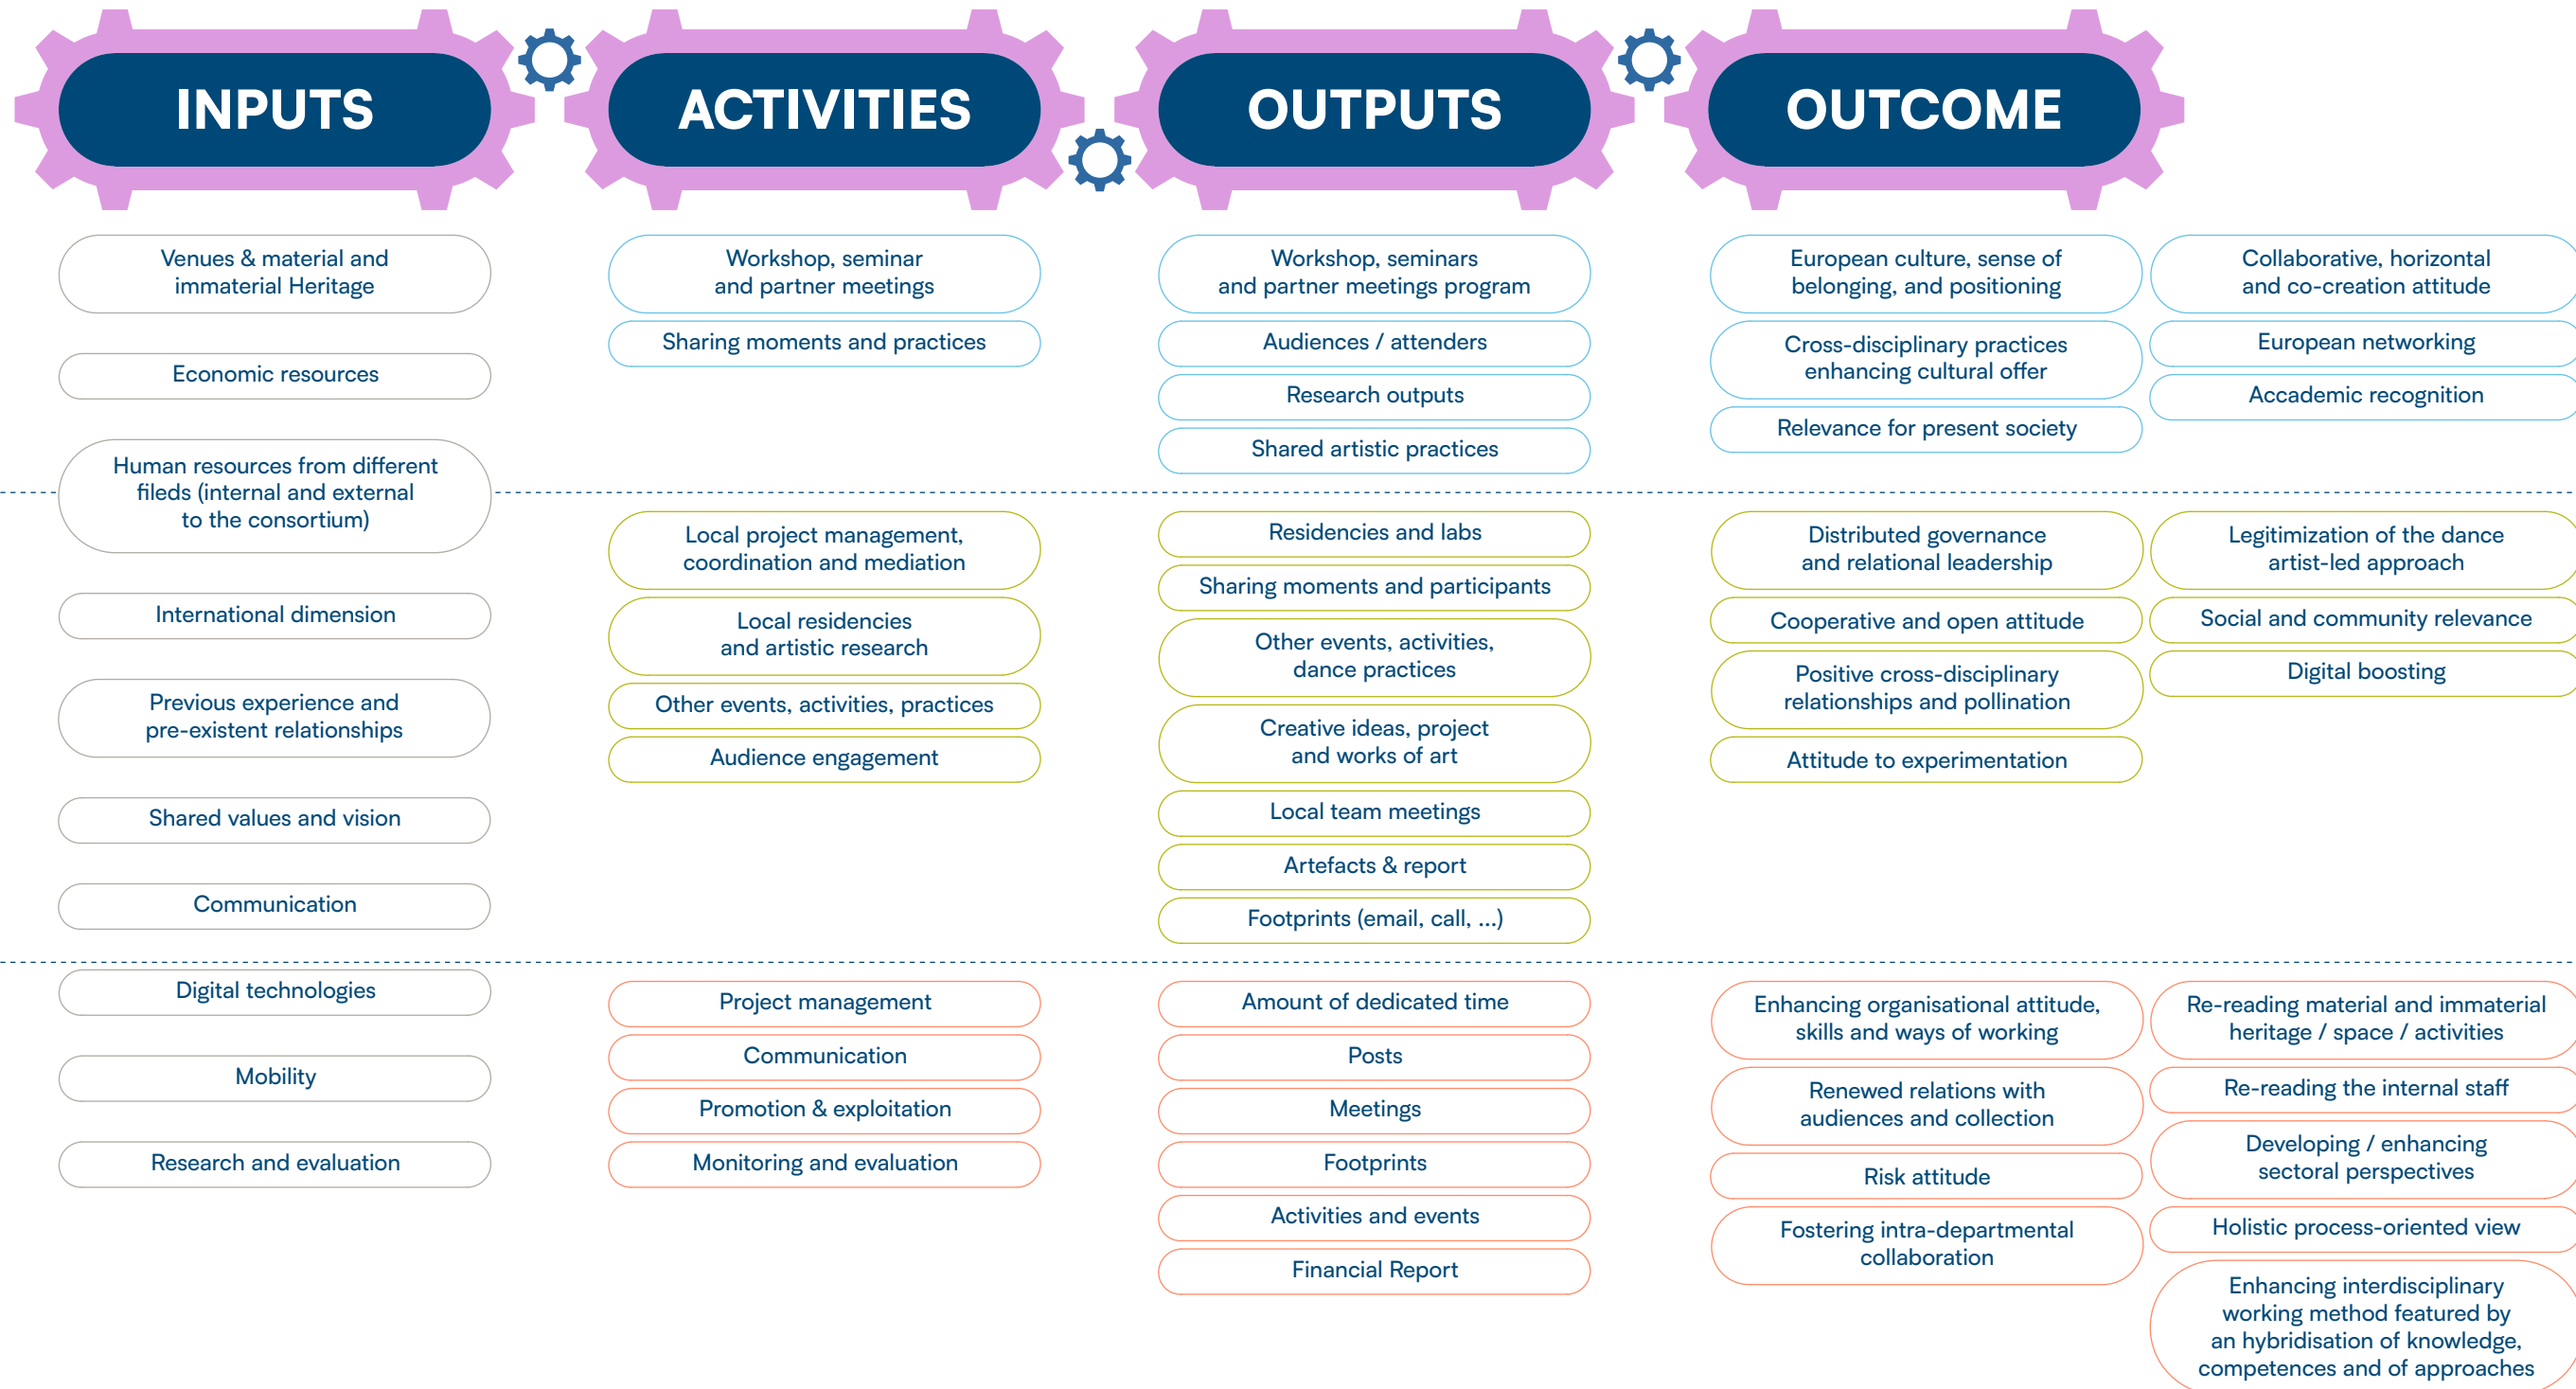 INPUTS
ACTIVITIES
OUTPUTS
OUTCOME
Venues & material and
immaterial Heritage
Economic resources
Human resources from different
fileds (internal and external
to the consortium)
International dimension
Previous experience and
pre-existent relationships
Shared values and vision
Communication
Digital technologies
Mobility
Research and evaluation
Workshop, seminar
and partner meetings
Sharing moments and practices
Local project management,
coordination and mediation
Local residencies
and artistic research
Other events, activities, practices
Audience engagement
Project management
Communication
Promotion & exploitation
Monitoring and evaluation
Workshop, seminars
and partner meetings program
Audiences / attenders
Research outputs
Shared artistic practices
Residencies and labs
Sharing moments and participants
Other events, activities,
dance practices
Creative ideas, project
and works of art
Local team meetings
Artefacts & report
Footprints (email, call, ...)
Amount of dedicated time
Posts
Meetings
Footprints
Activities and events
Financial Report
European culture, sense of
belonging, and positioning
Cross-disciplinary practices
enhancing cultural offer
Relevance for present society
Collaborative, horizontal
and co-creation attitude
European networking
Accademic recognition
Distributed governance
and relational leadership
Cooperative and open attitude
Positive cross-disciplinary
relationships and pollination
Attitude to experimentation
Legitimization of the dance
artist-led approach
Social and community relevance
Digital boosting
Enhancing organisational attitude,
skills and ways of working
Renewed relations with
audiences and collection
Risk attitude
Fostering intra-departmental
collaboration
Re-reading material and immaterial
heritage / space / activities
Re-reading the internal staff
Developing / enhancing
sectoral perspectives
Holistic process-oriented view
Enhancing interdisciplinary
working method featured by
an hybridisation of knowledge,
competences and of approaches